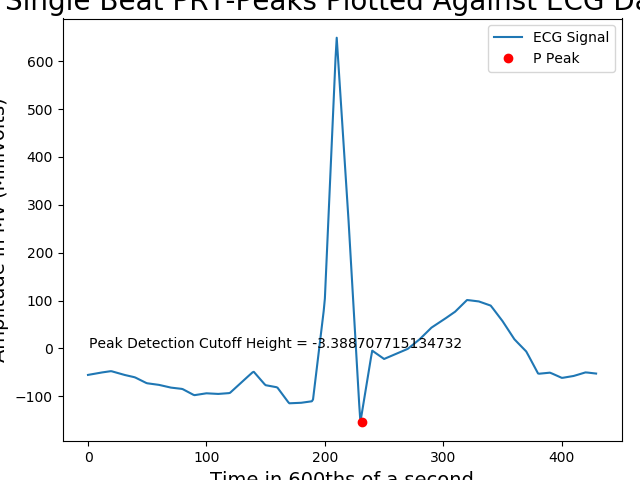 Single Beat PRT-Peaks Plotted Against ECG Da
ECG Signal
P Peak
Amplitude in MV (Millivolts)
600
500
400
300
200
100
0
−100
Peak Detection Cutoff Height = -3.388707715134732
0 100 200 300 400
Time in 600ths of a second